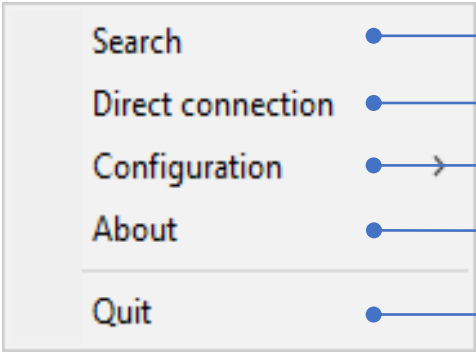 Search
Direct connection
Configuration
About
Quit